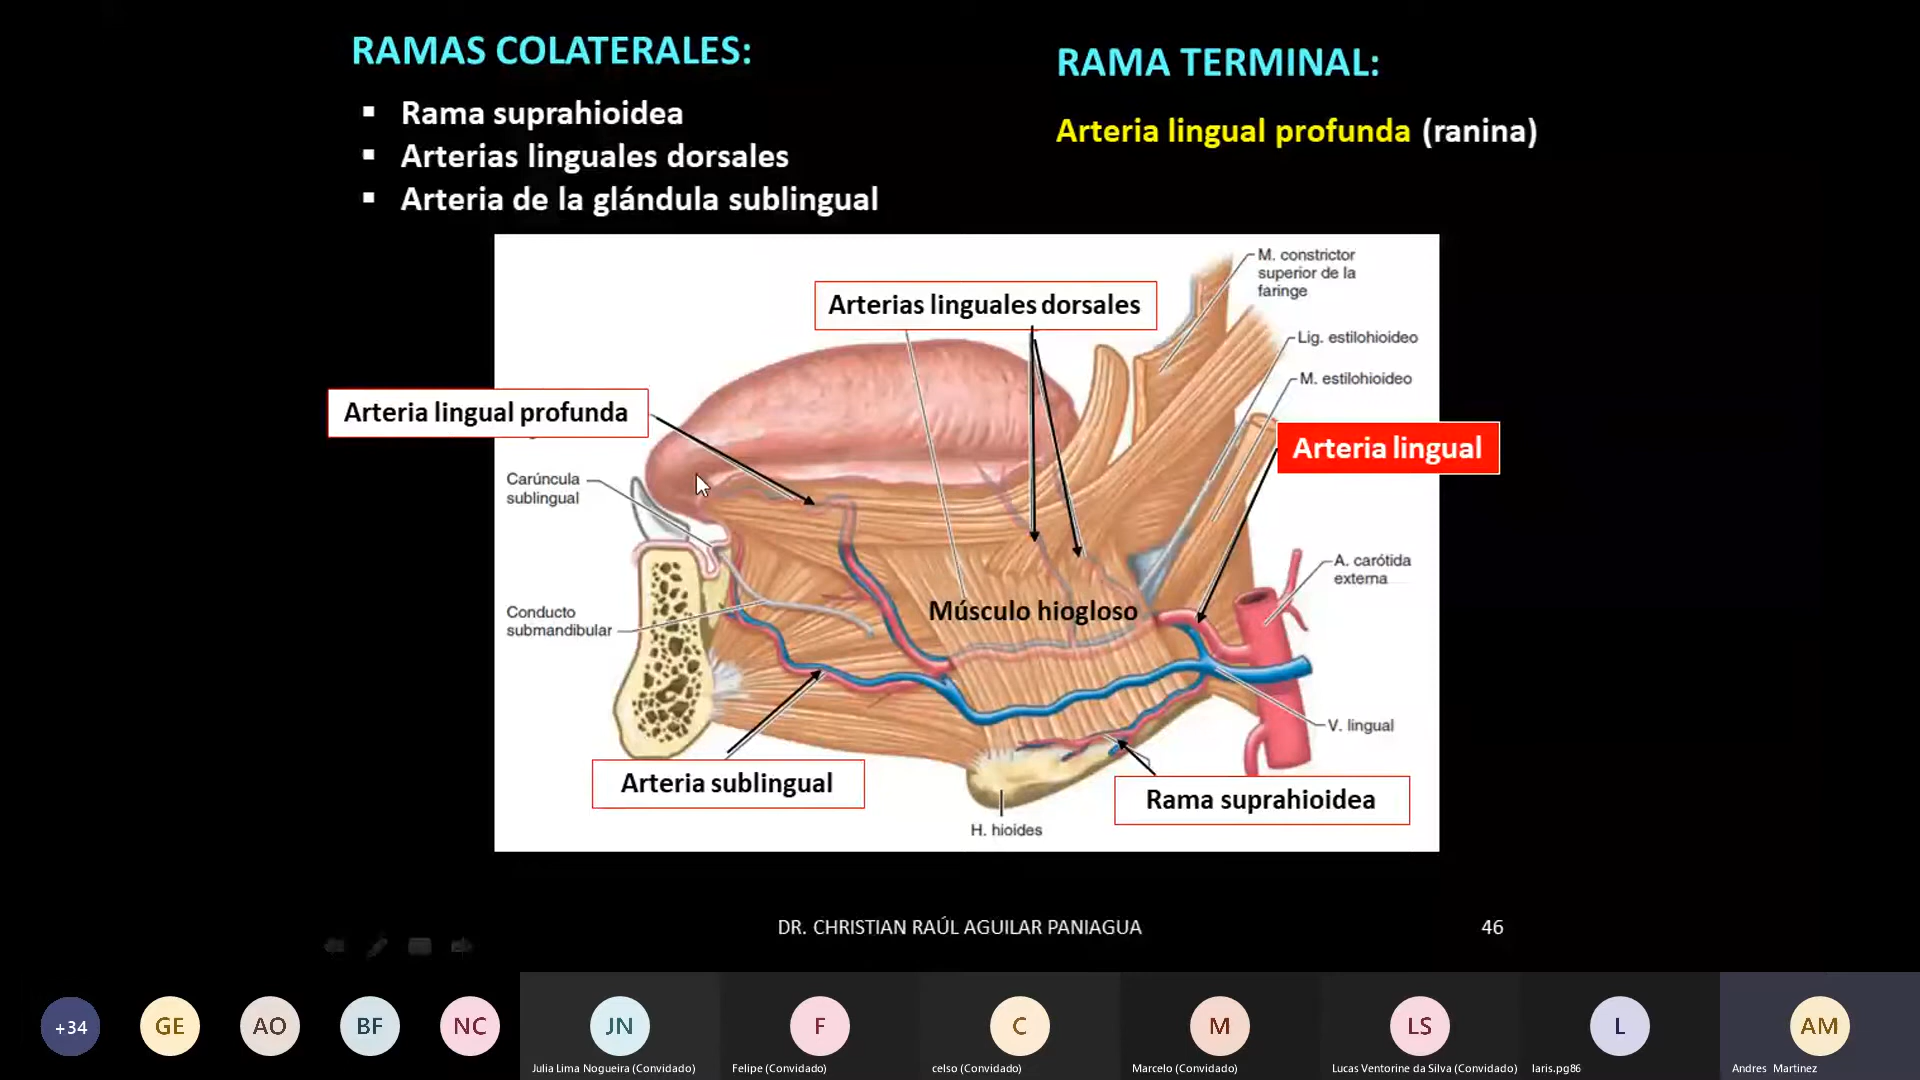 RAMAS COLATERALES:
▪ Rama suprahioidea
▪ Arterias linguales dorsales
▪ Arteria de la glándula sublingual
RAMA TERMINAL:
Arteria lingual profunda (ranina)
M. constrictor
superior de la
faringe
Arterias linguales dorsales
Lig. estilohioideo
M. estilohioideo
Arteria lingual profunda
Arteria lingual
Carúncula
sublingual
A. carótida
externa
Conducto
submandibular
Músculo hiogloso
V. lingual
Arteria sublingual
Rama suprahioidea
H. hioides
DR. CHRISTIAN RAÚL AGUILAR PANIAGUA
46
+34
GE
AO
BF
NC
JN
F
C
M
LS
L
AM
Julia Lima Nogueira (Convidado)
Felipe (Convidado)
celso (Convidado)
Marcelo (Convidado)
Lucas Ventorine da Silva (Convidado)
laris.pg86
Andres Martinez